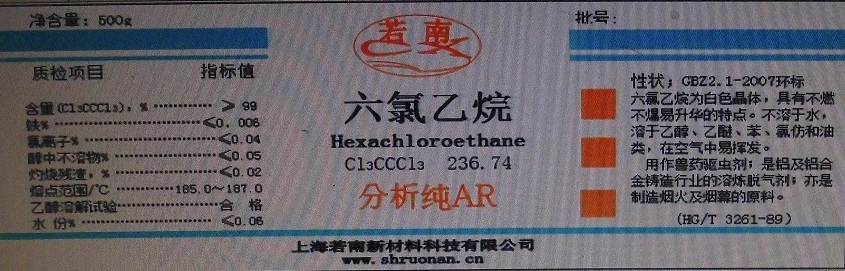 净含量：500g
质检项目 指标值
含量(Cl3CCCl3)，% ············ ≥ 99
铁% ············ ≤0.006
氯离子% ············ ≤0.04
醇中不溶物% ············ ≤0.05
灼烧残渣，% ············ ≤0.02
熔点范围/℃ ············ 185.0～187.0
乙醇溶解试验 ············ 合 格
水 份% ············ ≤0.06
若南
六氯乙烷
Hexachloroethane
Cl3CCCl3 236.74
分析纯AR
批号：
性状；GBZ2.1-2007环标
六氯乙烷为白色晶体，具有不燃
不爆易升华的特点。不溶于水，
溶于乙醇、乙醚、苯、氯仿和油
类，在空气中易挥发。
用作兽药驱虫剂；是铝及铝合
金铸造行业的溶炼脱气剂；亦是
制造烟火及烟幕的原料。
(HG/T 3261-89)
上海若南新材料科技有限公司
www.shruonan.cn